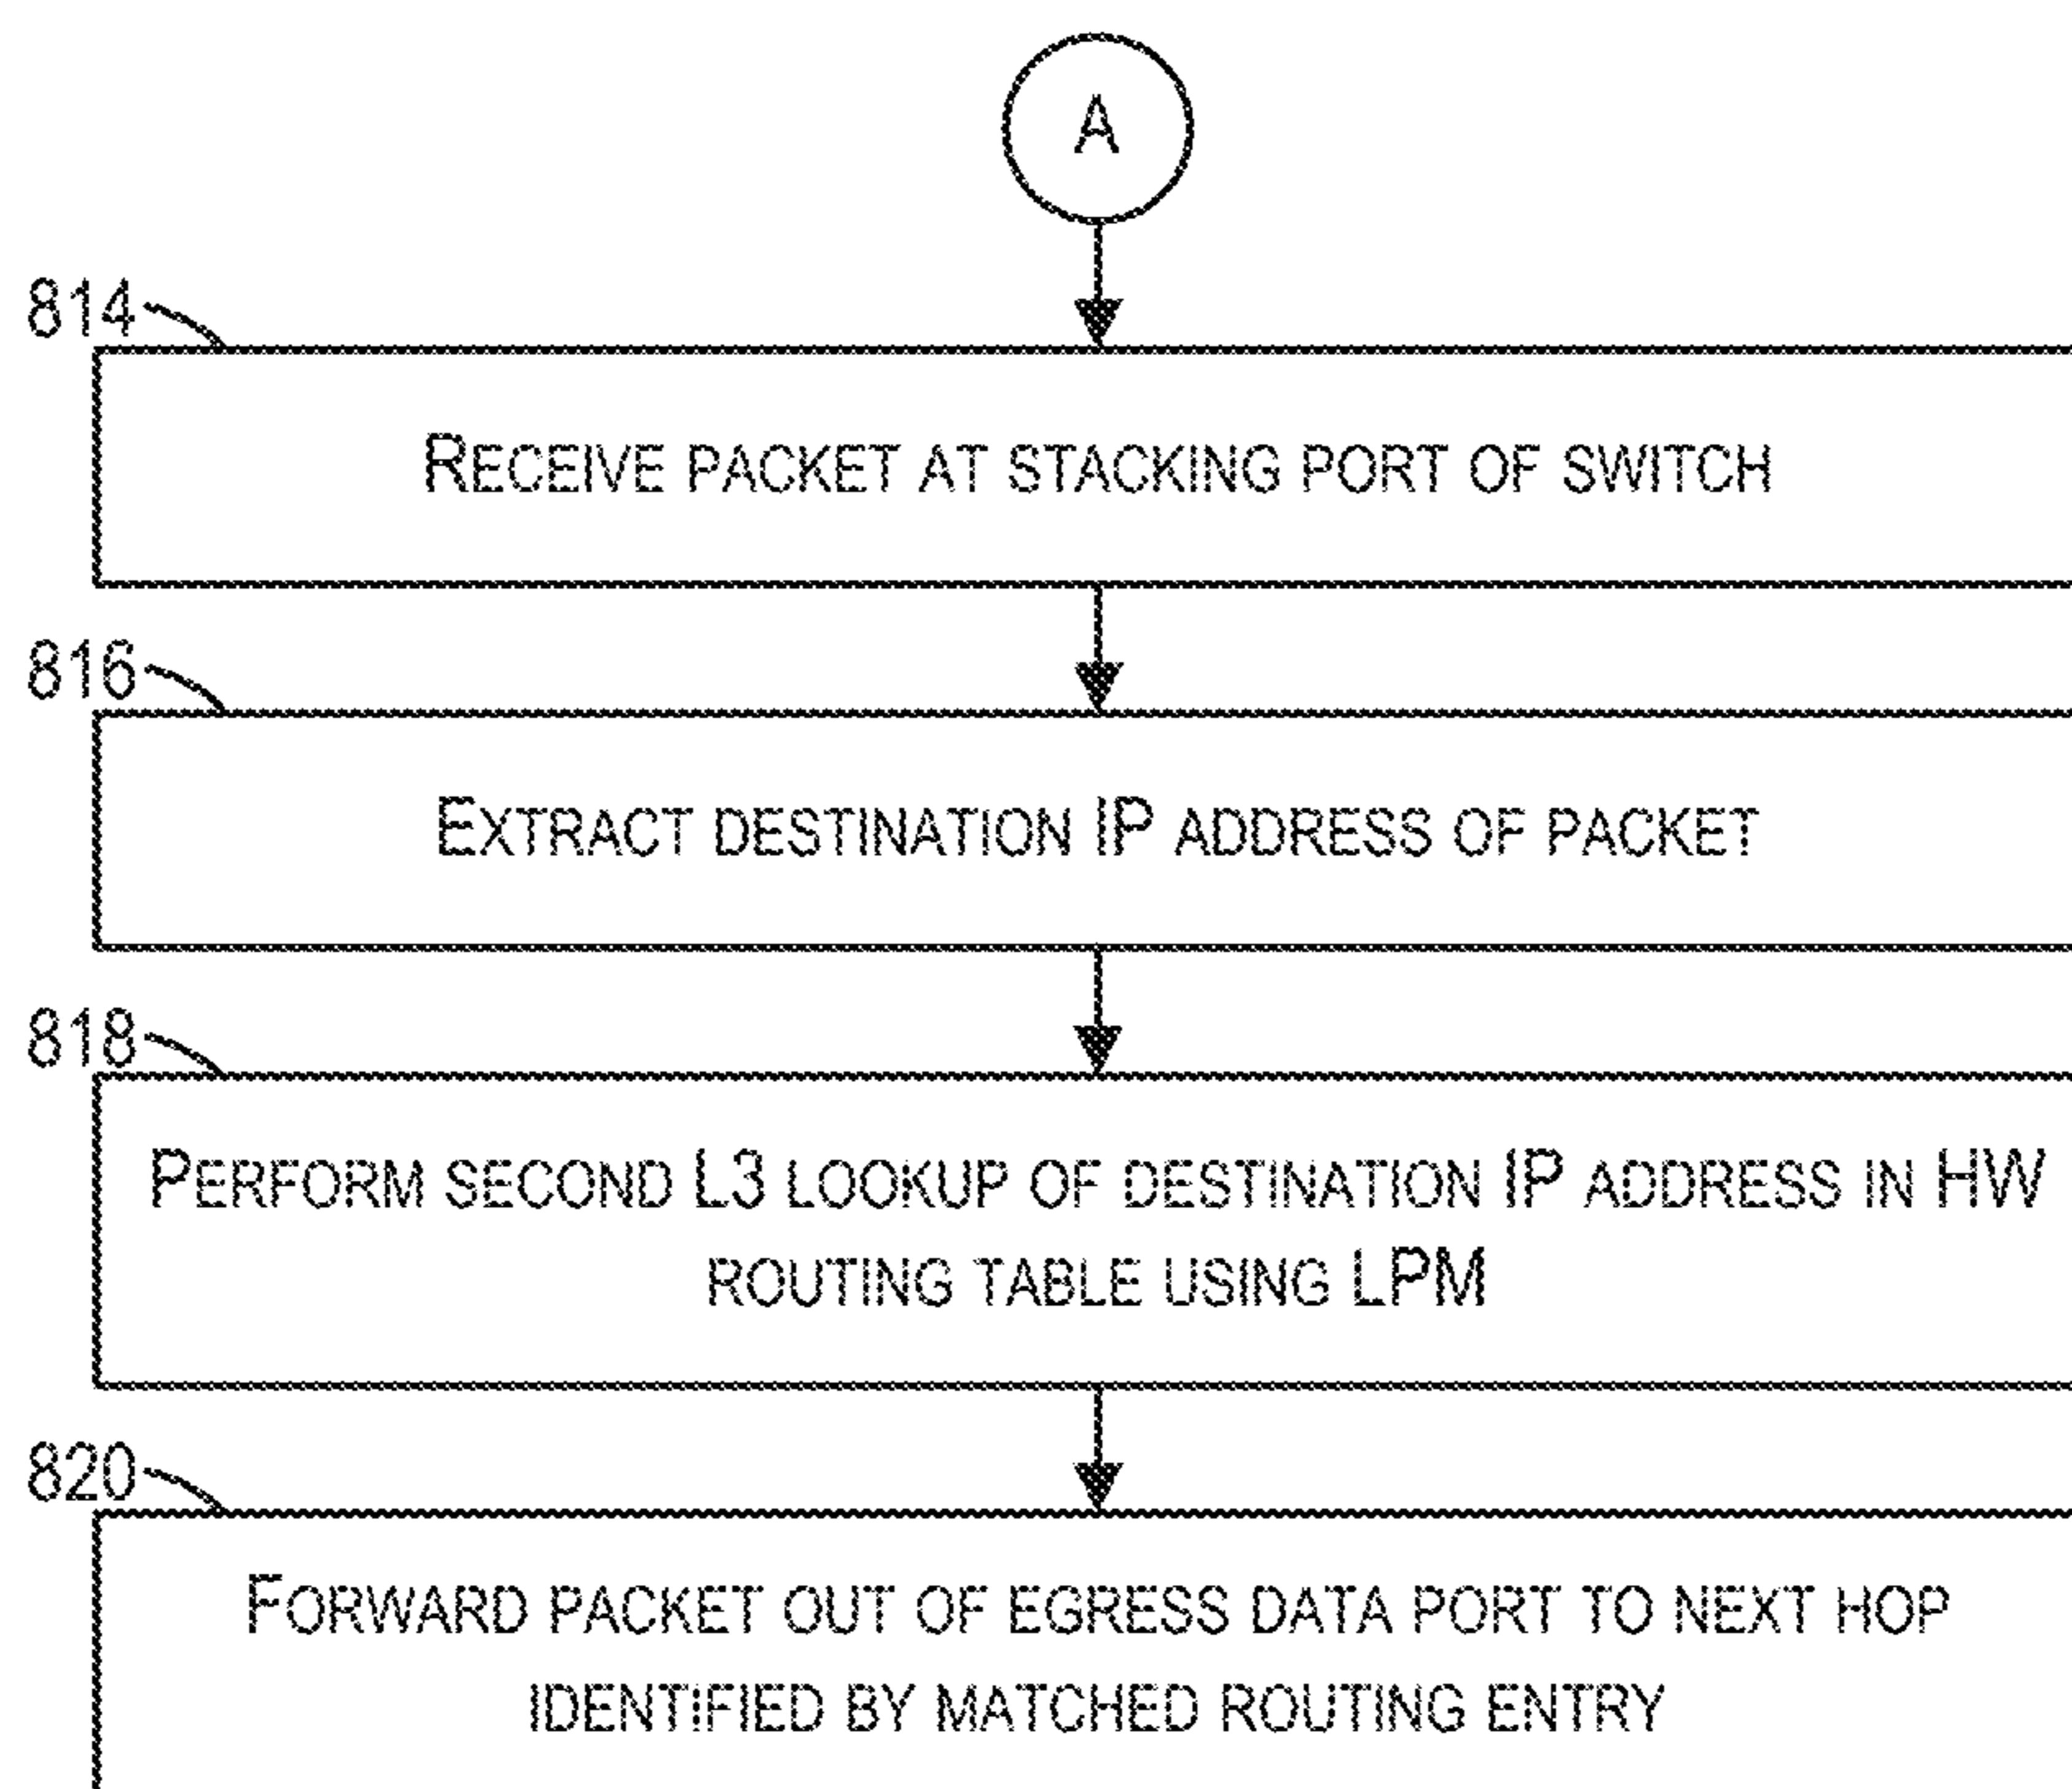 A
814
RECEIVE PACKET AT STACKING PORT OF SWITCH
816
EXTRACT DESTINATION IP ADDRESS OF PACKET
818
PERFORM SECOND L3 LOOKUP OF DESTINATION IP ADDRESS IN HW
ROUTING TABLE USING LPM
820
FORWARD PACKET OUT OF EGRESS DATA PORT TO NEXT HOP
IDENTIFIED BY MATCHED ROUTING ENTRY